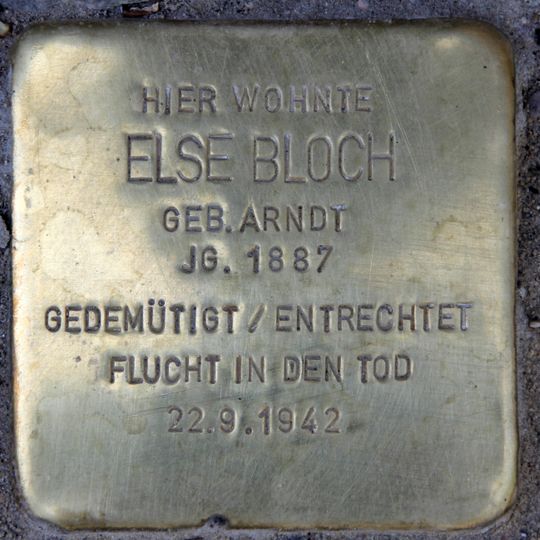 HIER WOHNTE
ELSE BLOCH
GEB. ARNDT
JG. 1887
GEDEMÜTIGT / ENTRECHTET
FLUCHT IN DEN TOD
22.9.1942